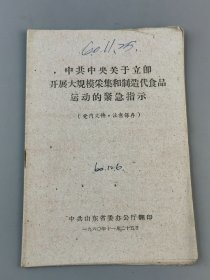 60.11.25.
中共中央关于立即
开展大規模采集和制造代食品
运动的紧急指示
（党内文件·注意保存）
60.12.6.
中共山东省委办公厅翻印
一九六〇年十一月二十五日